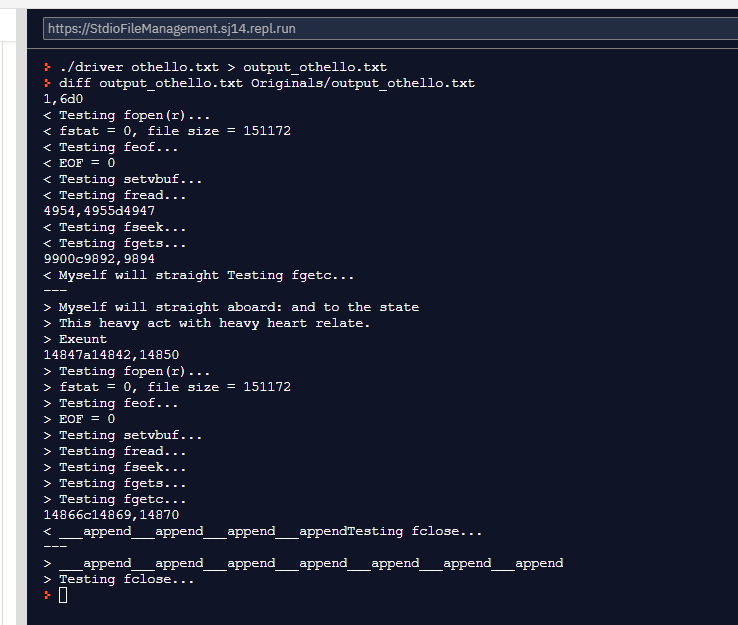 https://StdioFileManagement.sj14.repl.run
> ./driver othello.txt > output_othello.txt
> diff output_othello.txt Originals/output_othello.txt
1,6d0
< Testing fopen(r)...
< fstat = 0, file size = 151172
< Testing feof...
< EOF = 0
< Testing setvbuf...
< Testing fread...
4954,4955d4947
< Testing fseek...
< Testing fgets...
9900c9892,9894
< Myself will straight Testing fgetc...
---
> Myself will straight aboard: and to the state
> This heavy act with heavy heart relate.
> Exeunt
14847a14842,14850
> Testing fopen(r)...
> fstat = 0, file size = 151172
> Testing feof...
> EOF = 0
> Testing setvbuf...
> Testing fread...
> Testing fseek...
> Testing fgets...
> Testing fgetc...
14866c14869,14870
< ___append___append___append___appendTesting fclose...
---
> ___append___append___append___append___append___append___append
> Testing fclose...
>